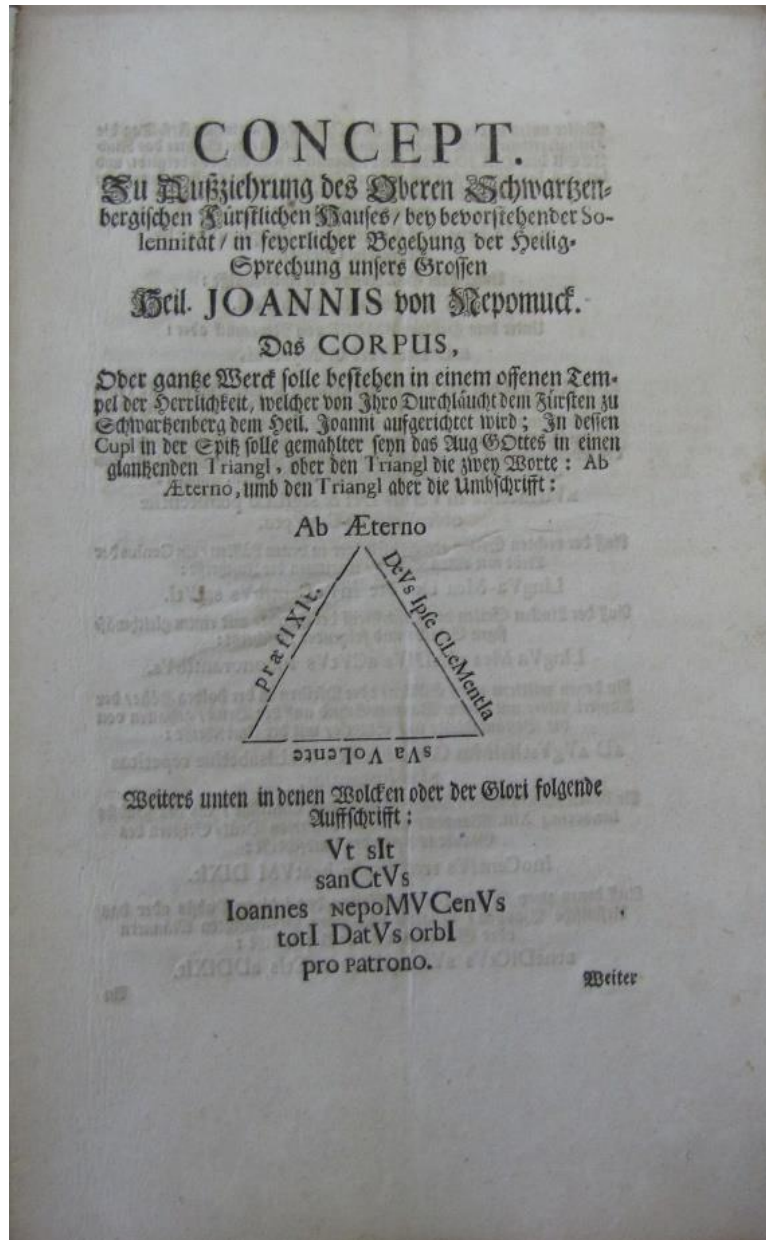 CONCEPT.
Zu Außziehrung des Oberen Schwartzen-
bergischen Fürstlichen Hauses / bey bevorstehender So-
lennität / in feyerlicher Begehung der Heilig-
Sprechung unsers Grossen
Heil. JOANNIS von Nepomuck.
Das CORPUS,
Oder gantze Werck solle bestehen in einem offenen Tem-
pel der Herrlichkeit, welcher von Ihro Durchläucht dem Fürsten zu
Schwartzenberg dem Heil. Joanni aufgerichtet wird ; In dessen
Cupl in der Spitz solle gemahlter seyn das Aug GOttes in einen
glantzenden Triangl, ober den Triangl die zwey Worte : Ab
Æterno, umb den Triangl aber die Umbschrifft :
Ab Æterno
DeVs Ipse CLeMentIa
sVa VoLente
præfIXIt.
Weiters unten in denen Wolcken oder der Glori folgende
Auffschrifft :
Vt sIt
sanCtVs
Ioannes nepoMVCenVs
totI DatVs orbI
pro patrono.
Weiter